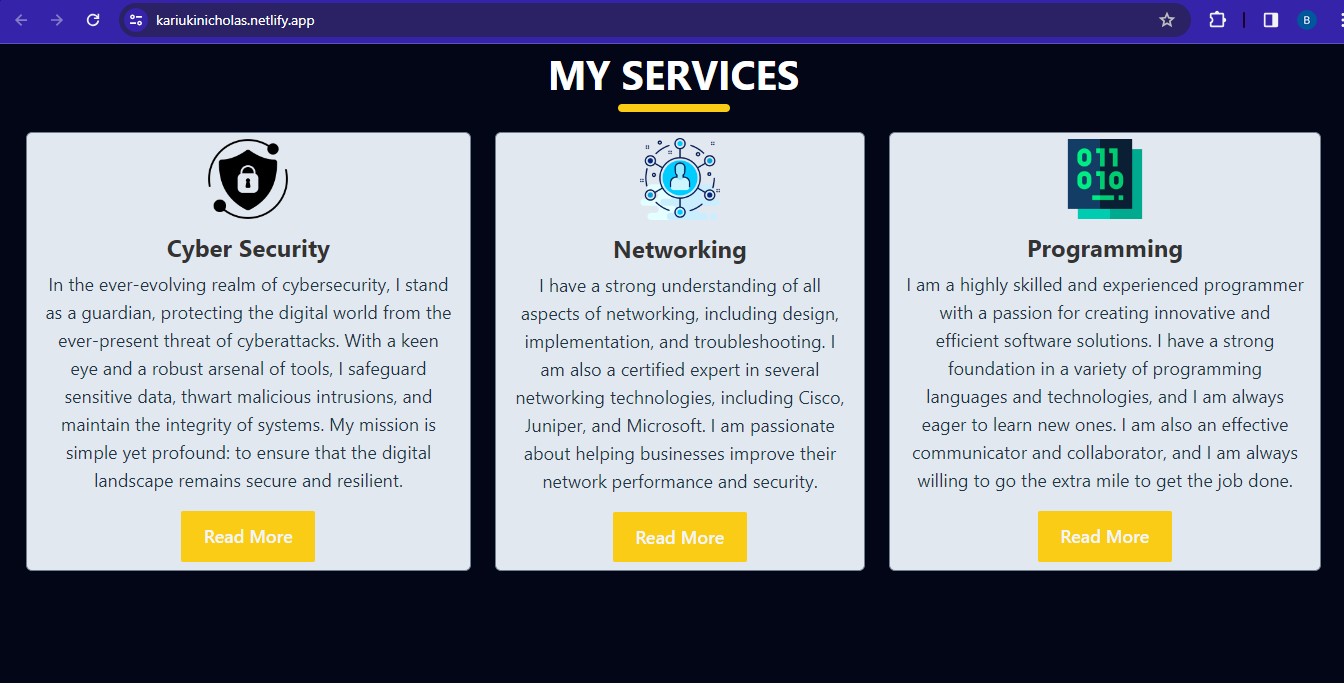 kariukinicholas.netlify.app
B
MY SERVICES
Cyber Security
In the ever-evolving realm of cybersecurity, I stand
as a guardian, protecting the digital world from the
ever-present threat of cyberattacks. With a keen
eye and a robust arsenal of tools, I safeguard
sensitive data, thwart malicious intrusions, and
maintain the integrity of systems. My mission is
simple yet profound: to ensure that the digital
landscape remains secure and resilient.
Read More
Networking
I have a strong understanding of all
aspects of networking, including design,
implementation, and troubleshooting. I
am also a certified expert in several
networking technologies, including Cisco,
Juniper, and Microsoft. I am passionate
about helping businesses improve their
network performance and security.
Read More
011
010
Programming
I am a highly skilled and experienced programmer
with a passion for creating innovative and
efficient software solutions. I have a strong
foundation in a variety of programming
languages and technologies, and I am always
eager to learn new ones. I am also an effective
communicator and collaborator, and I am always
willing to go the extra mile to get the job done.
Read More